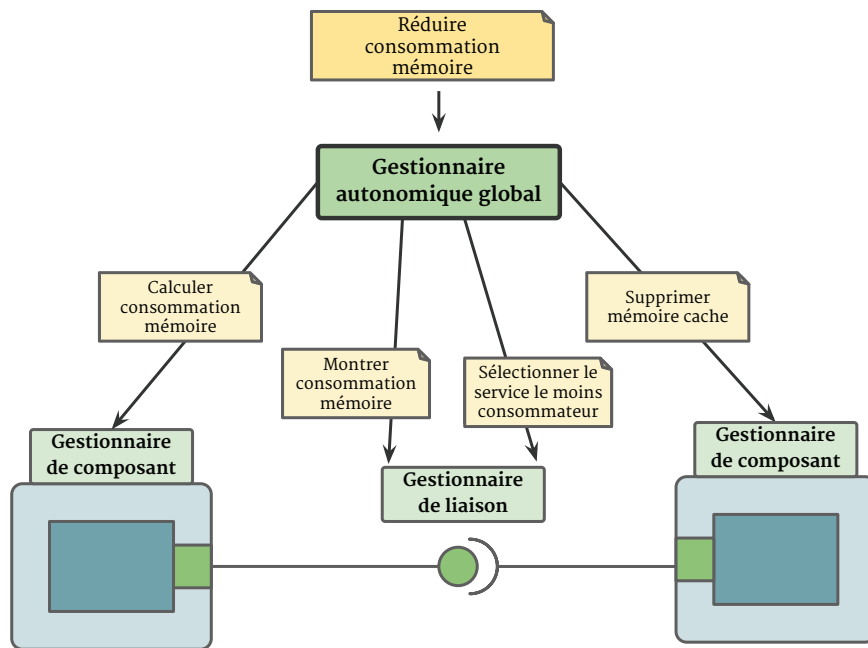 Réduire
consommation
mémoire
Gestionnaire
autonomique global
Calculer
consommation
mémoire
Supprimer
mémoire cache
Montrer
consommation
mémoire
Sélectionner le
service le moins
consommateur
Gestionnaire
de composant
Gestionnaire
de liaison
Gestionnaire
de composant